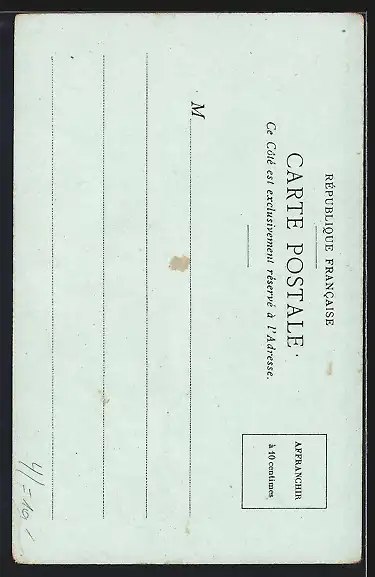 RÉPUBLIQUE FRANÇAISE
CARTE POSTALE
Ce Côté est exclusivement réservé à l'Adresse.
AFFRANCHIR
à 10 centimes
M